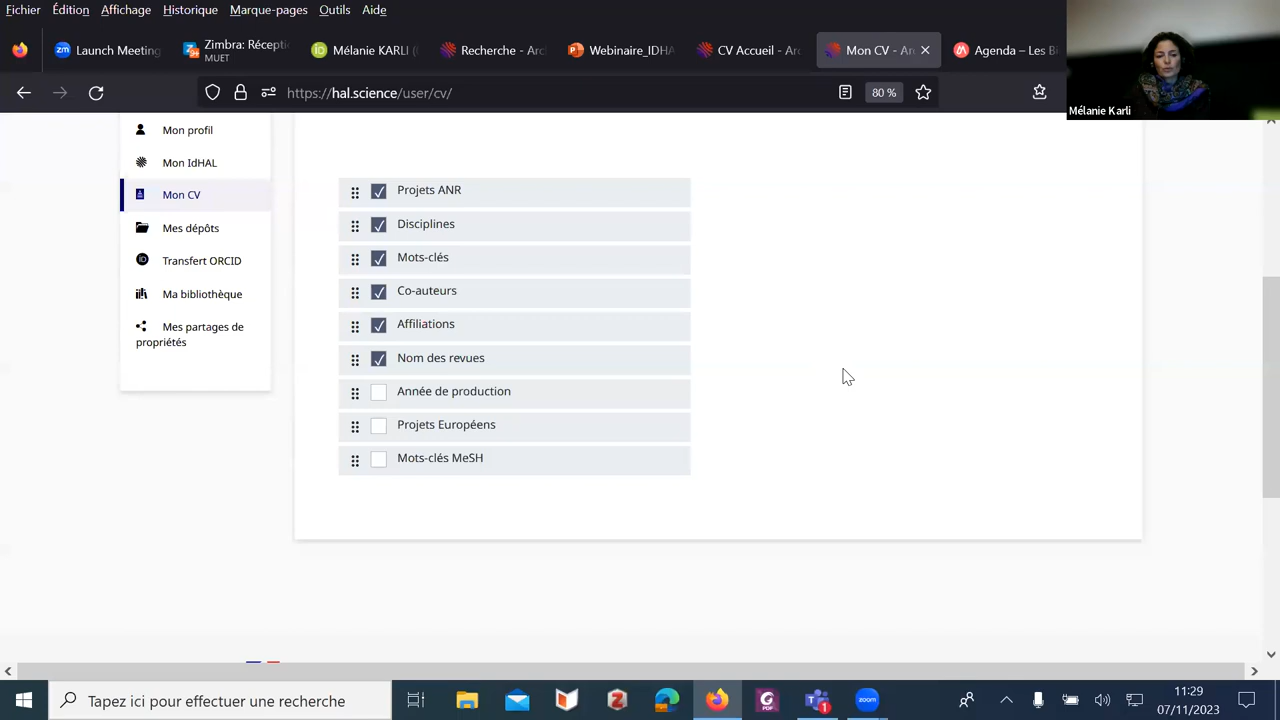 Fichier Édition Affichage Historique Marque-pages Outils Aide
Launch Meeting
Zimbra: Récepti
MUET
Mélanie KARLI (
Recherche - Arc
Webinaire_IDHA
CV Accueil - Arc
Mon CV - Ar
Agenda – Les Bi
https://hal.science/user/cv/
80 %
Mélanie Karli
Mon profil
Mon IdHAL
Mon CV
Mes dépôts
Transfert ORCID
Ma bibliothèque
Mes partages de
propriétés
Projets ANR
Disciplines
Mots-clés
Co-auteurs
Affiliations
Nom des revues
Année de production
Projets Européens
Mots-clés MeSH
Tapez ici pour effectuer une recherche
zoom
11:29
07/11/2023